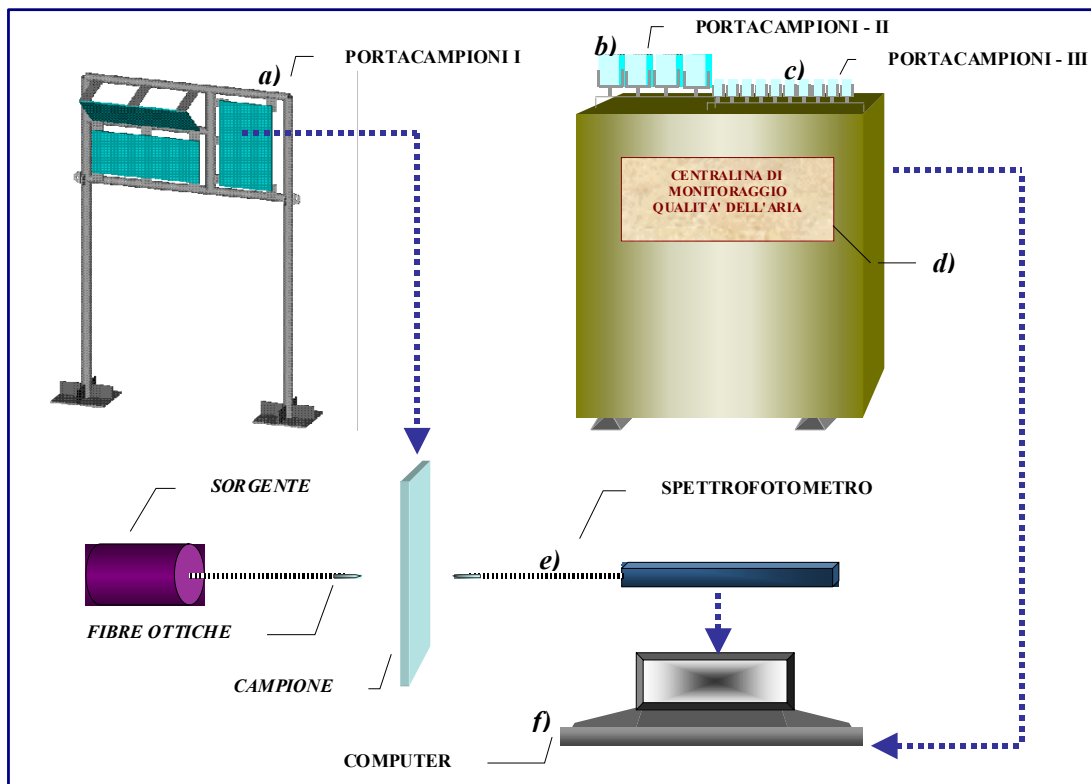 a)
PORTACAMPIONI I
b)
PORTACAMPIONI - II
c)
PORTACAMPIONI - III
CENTRALINA DI
MONITORAGGIO
QUALITA' DELL'ARIA
d)
SORGENTE
SPETTROFOTOMETRO
e)
FIBRE OTTICHE
CAMPIONE
f)
COMPUTER